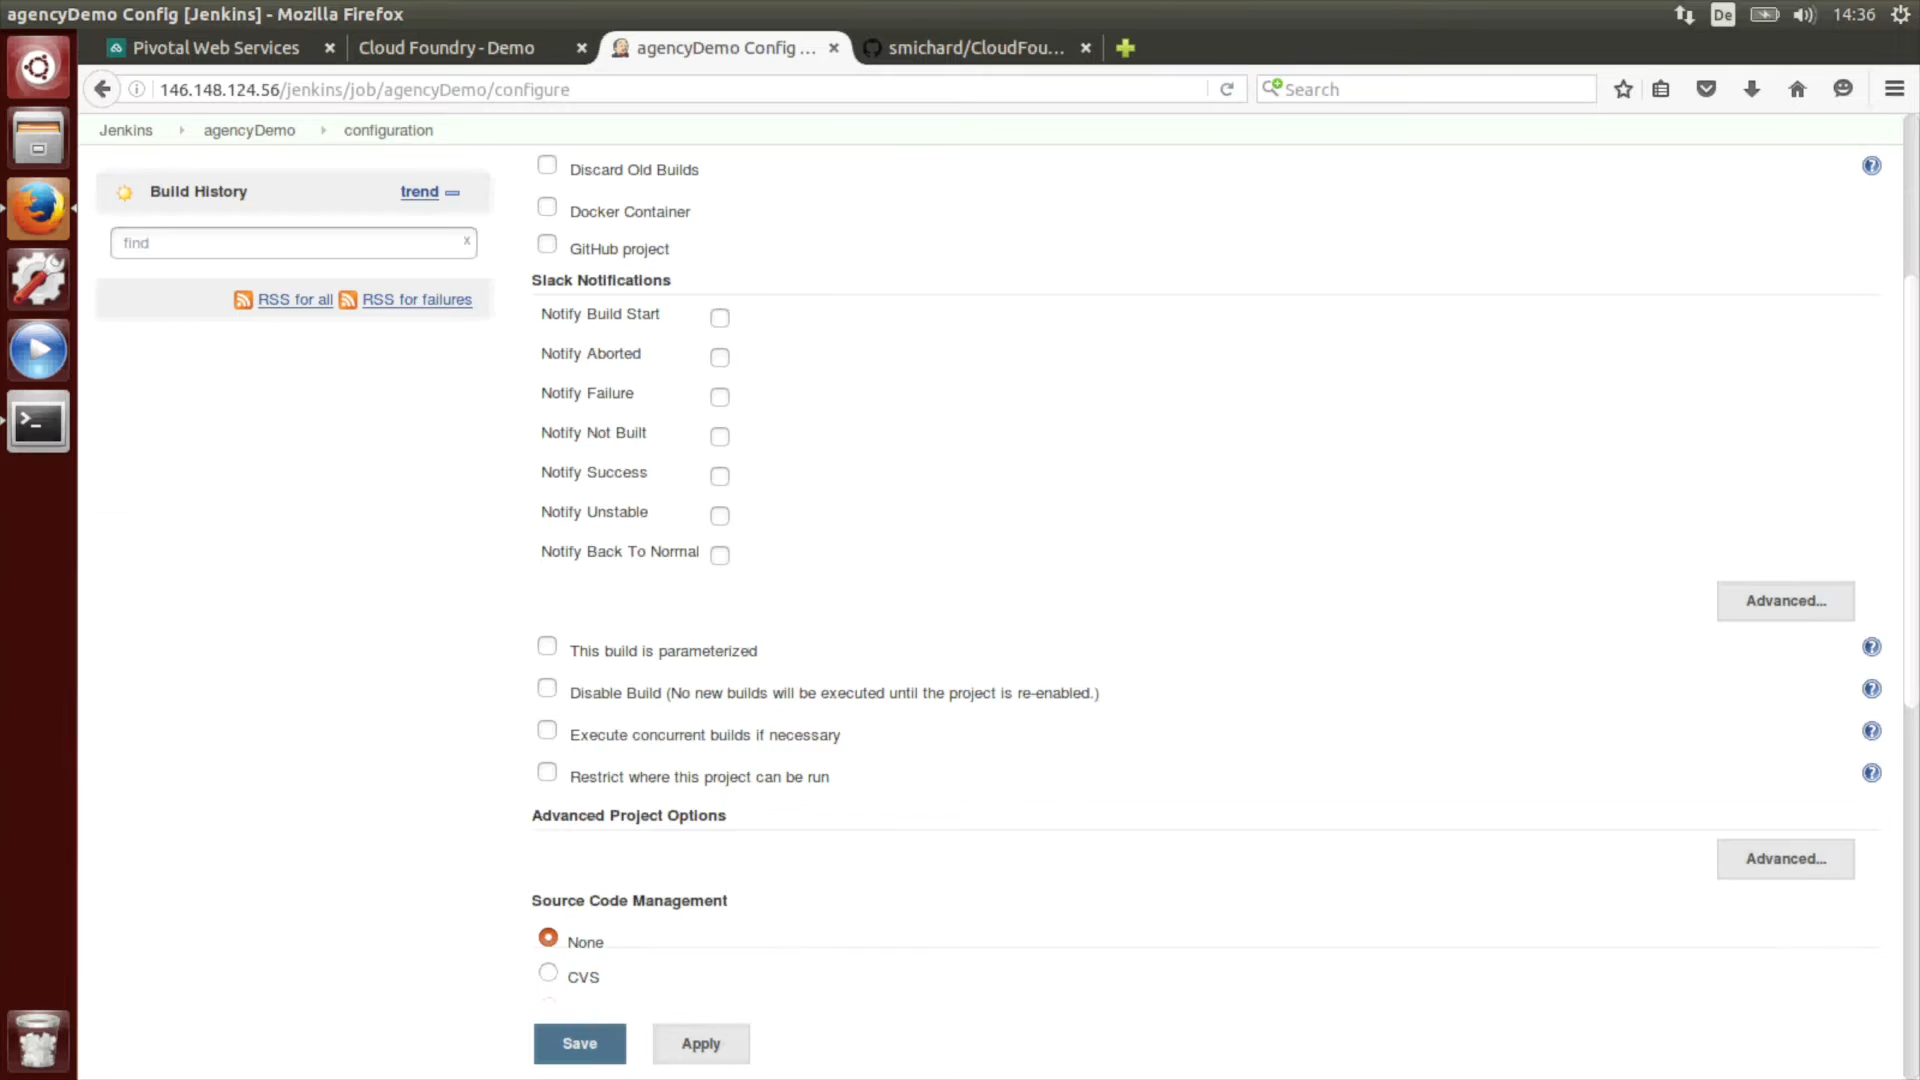 agencyDemo Config [Jenkins] - Mozilla Firefox
De
14:36
Pivotal Web Services
Cloud Foundry - Demo
agencyDemo Config ...
smichard/CloudFou...
146.148.124.56/jenkins/job/agencyDemo/configure
Search
Jenkins
agencyDemo
configuration
Build History
trend
find
x
RSS for all
RSS for failures
Discard Old Builds
Docker Container
GitHub project
Slack Notifications
Notify Build Start
Notify Aborted
Notify Failure
Notify Not Built
Notify Success
Notify Unstable
Notify Back To Normal
Advanced...
This build is parameterized
Disable Build (No new builds will be executed until the project is re-enabled.)
Execute concurrent builds if necessary
Restrict where this project can be run
Advanced Project Options
Advanced...
Source Code Management
None
CVS
Save
Apply